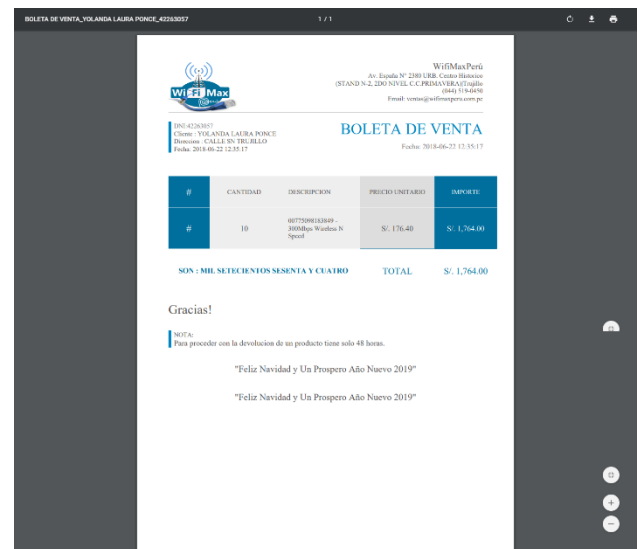 BOLETA DE VENTA_YOLANDA LAURA PONCE_42263057
1 / 1
Wi-Fi Max
WifiMaxPerú
Av. España Nº 2380 URB. Centro Historico
(STAND N-2, 2DO NIVEL C.C.PRIMAVERA)|Trujillo
(044) 519-0450
Email: ventas@wifimaxperu.com.pe
DNI:42263057
Cliente : YOLANDA LAURA PONCE
Direccion : CALLE SN TRUJILLO
Fecha: 2018-06-22 12:35:17
BOLETA DE VENTA
Fecha: 2018-06-22 12:35:17
# CANTIDAD DESCRIPCION PRECIO UNITARIO IMPORTE
# 10 S/. 176.40 S/. 1,764.00
00775098183849 -
300Mbps Wireless N
Speed
SON : MIL SETECIENTOS SESENTA Y CUATRO TOTAL S/. 1,764.00
Gracias!
NOTA:
Para proceder con la devolucion de un producto tiene solo 48 horas.
"Feliz Navidad y Un Prospero Año Nuevo 2019"
"Feliz Navidad y Un Prospero Año Nuevo 2019"